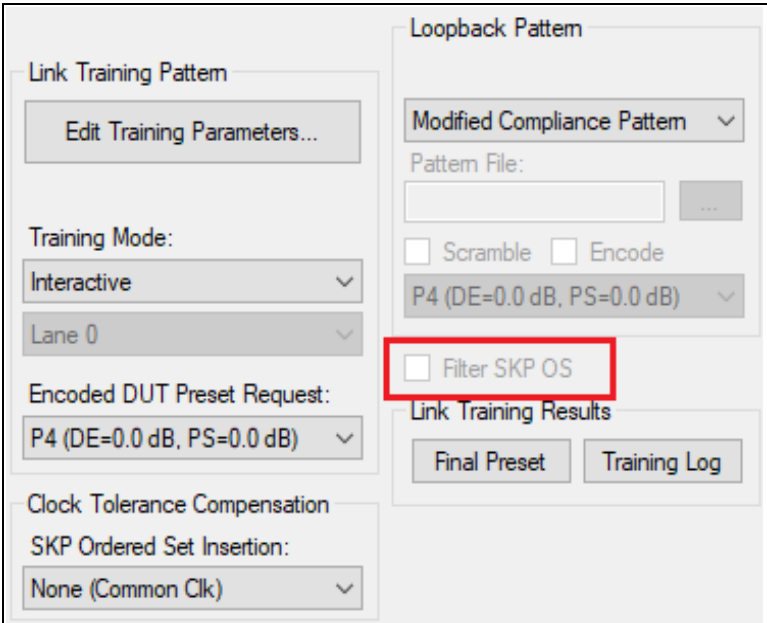 Link Training Pattern
Edit Training Parameters...
Training Mode:
Interactive
Lane 0
Encoded DUT Preset Request:
P4 (DE=0.0 dB, PS=0.0 dB)
Clock Tolerance Compensation
SKP Ordered Set Insertion:
None (Common Clk)
Loopback Pattern
Modified Compliance Pattern
Pattern File:
...
Scramble Encode
P4 (DE=0.0 dB, PS=0.0 dB)
Filter SKP OS
Link Training Results
Final Preset Training Log